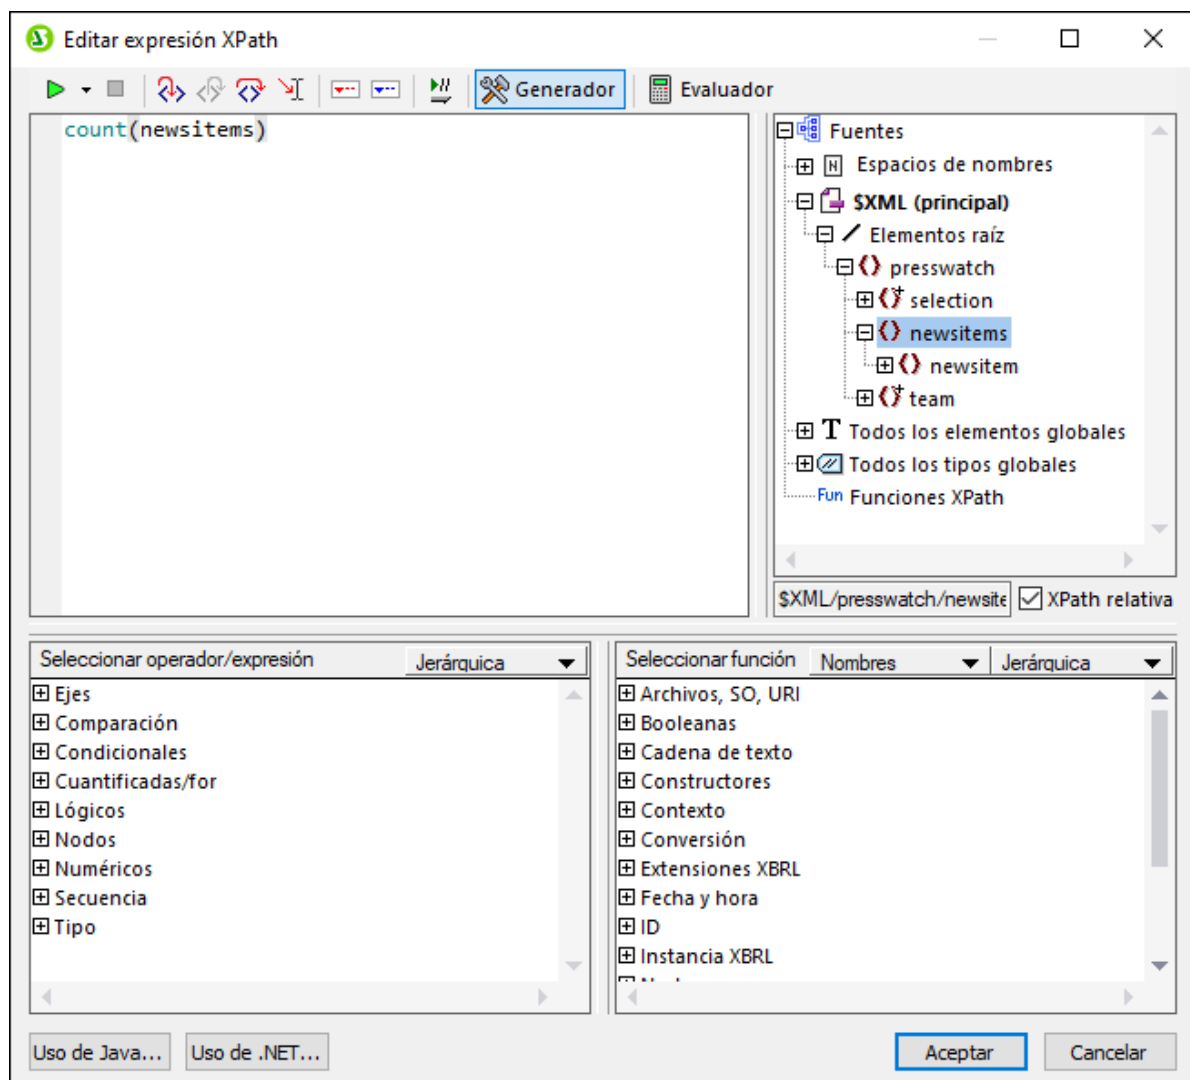 Editar expresión XPath
Generador
Evaluador
count(newsitems)
Fuentes
Espacios de nombres
$XML (principal)
Elementos raíz
presswatch
selection
newsitems
newsitem
team
T Todos los elementos globales
Todos los tipos globales
Fun Funciones XPath
$XML/presswatch/newsite
XPath relativa
Seleccionar operador/expresión Jerárquica
Ejes
Comparación
Condicionales
Cuantificadas/for
Lógicos
Nodos
Numéricos
Secuencia
Tipo
Seleccionar función Nombres Jerárquica
Archivos, SO, URI
Booleanas
Cadena de texto
Constructores
Contexto
Conversión
Extensiones XBRL
Fecha y hora
ID
Instancia XBRL
Uso de Java... Uso de .NET... Aceptar Cancelar